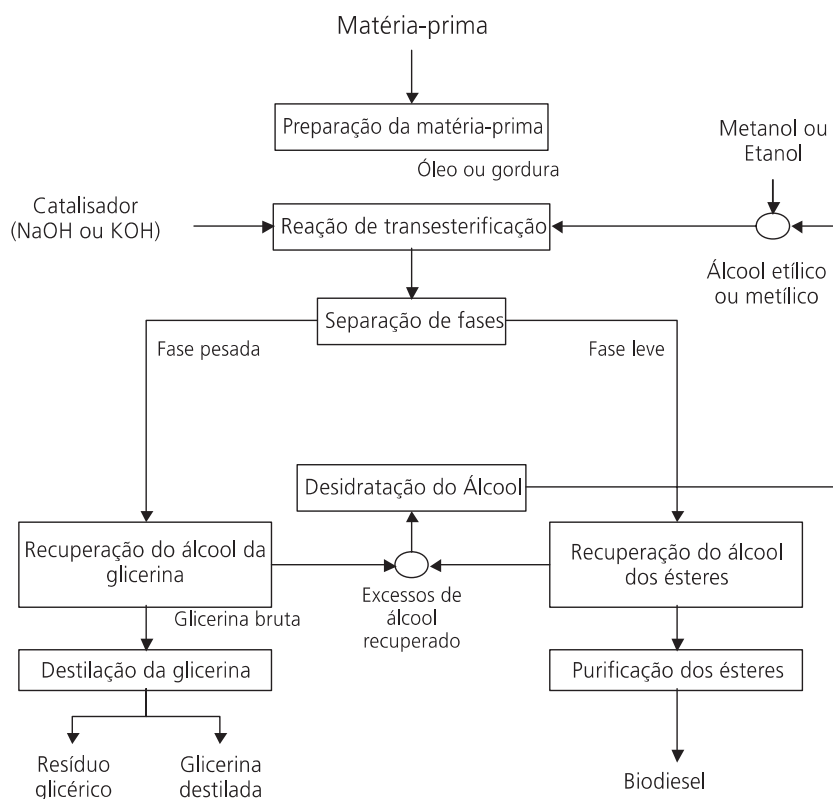 Matéria-prima
Preparação da matéria-prima
Metanol ou
Etanol
Óleo ou gordura
Catalisador
(NaOH ou KOH)
Reação de transesterificação
Álcool etílico
ou metílico
Separação de fases
Fase pesada
Fase leve
Desidratação do Álcool
Recuperação do álcool da
glicerina
Recuperação do álcool
dos ésteres
Excessos de
álcool
recuperado
Glicerina bruta
Destilação da glicerina
Purificação dos ésteres
Resíduo
glicérico
Glicerina
destilada
Biodiesel